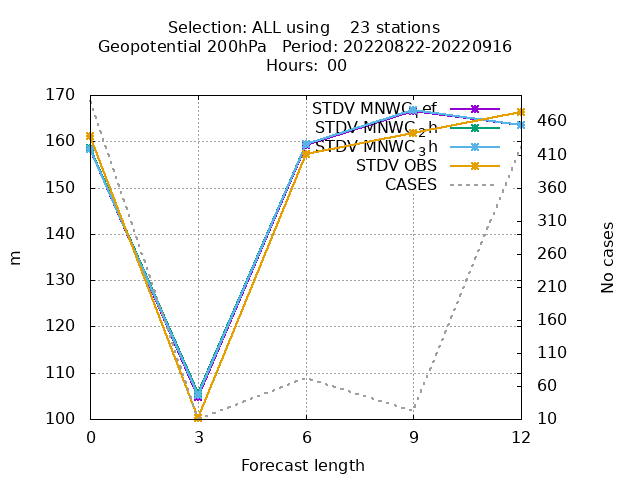 Selection: ALL using 23 stations
Geopotential 200hPa Period: 20220822-20220916
Hours: 00
170
160
150
140
130
120
110
100
m
STDV MNWC_ref
STDV MNWC_2h
STDV MNWC_3h
STDV OBS
CASES
460
410
360
310
260
210
160
110
60
10
No cases
0 3 6 9 12
Forecast length